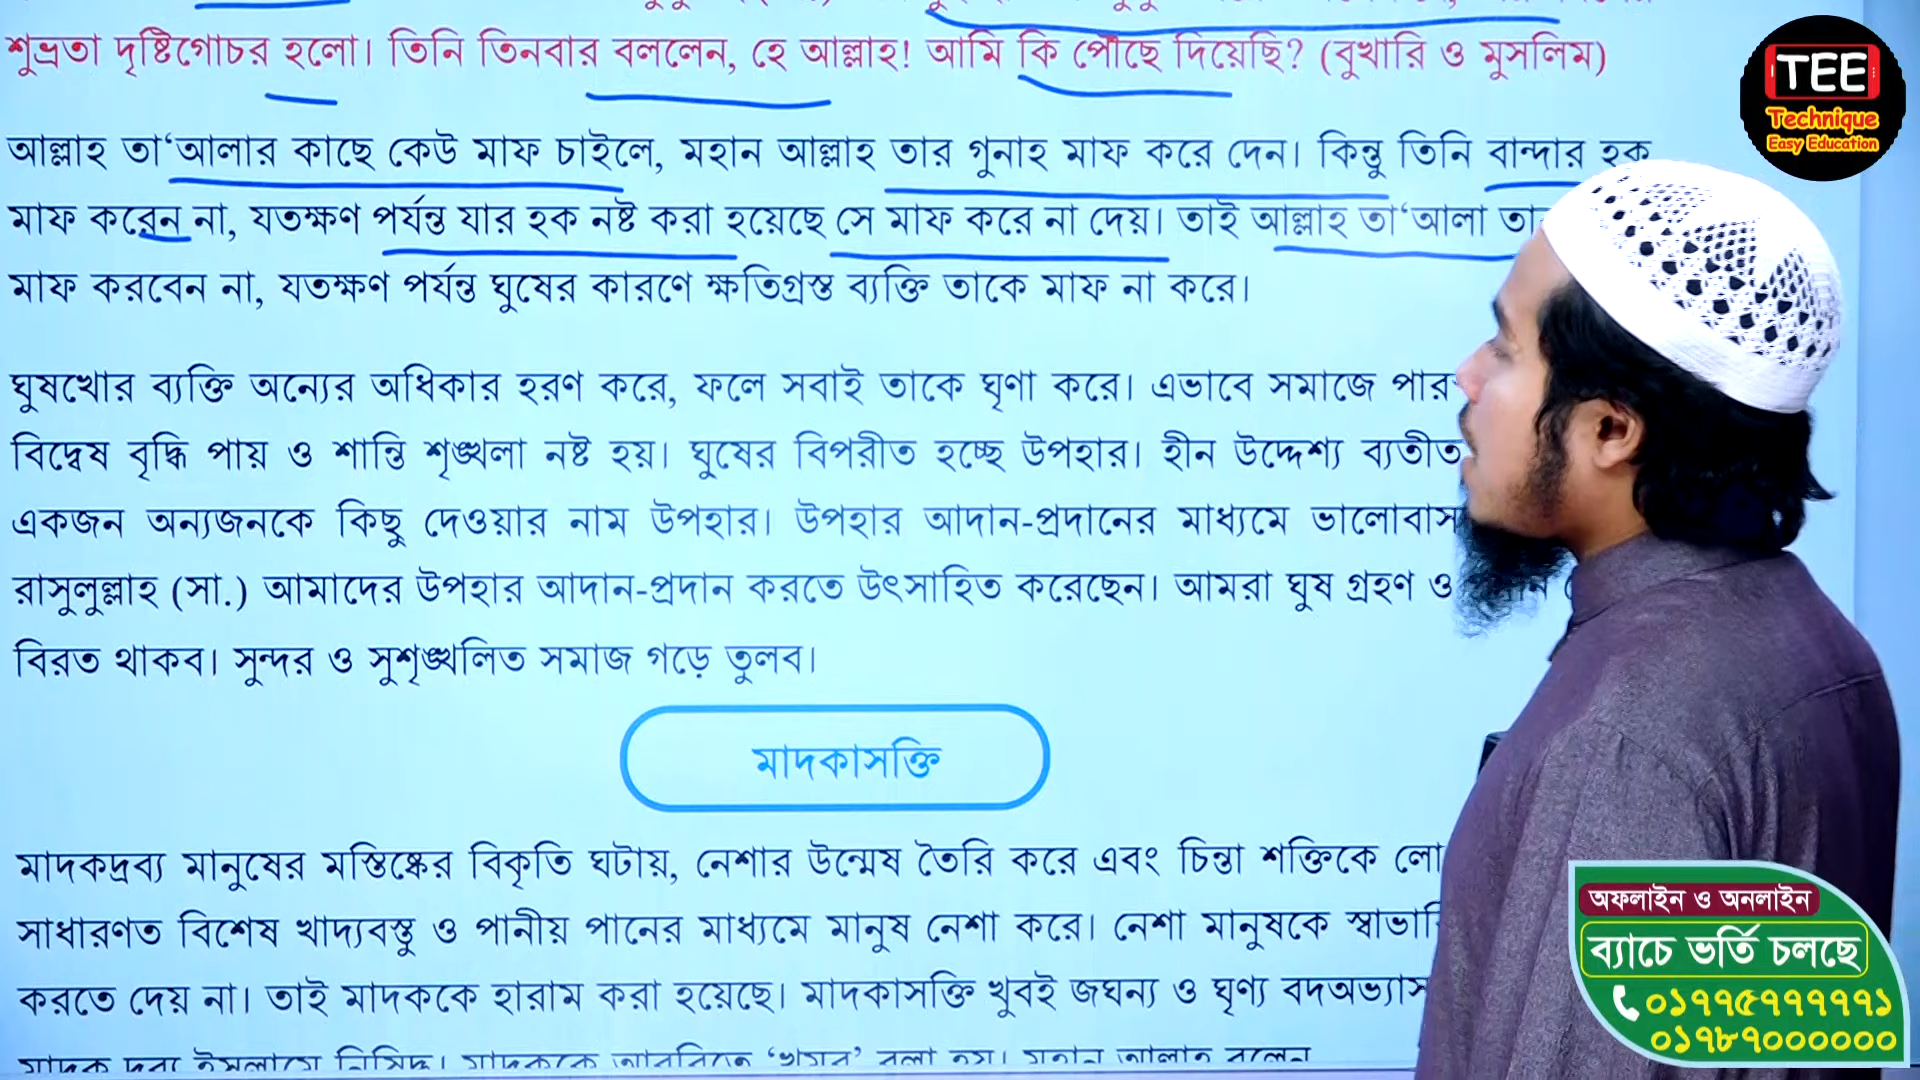 শুভ্রতা দৃষ্টিগোচর হলো। তিনি তিনবার বললেন, হে আল্লাহ! আমি কি পৌঁছে দিয়েছি? (বুখারি ও মুসলিম)
আল্লাহ তা‘আলার কাছে কেউ মাফ চাইলে, মহান আল্লাহ তার গুনাহ মাফ করে দেন। কিন্তু তিনি বান্দার হক
মাফ করেন না, যতক্ষণ পর্যন্ত যার হক নষ্ট করা হয়েছে সে মাফ করে না দেয়। তাই আল্লাহ তা‘আলা
মাফ করবেন না, যতক্ষণ পর্যন্ত ঘুষের কারণে ক্ষতিগ্রস্ত ব্যক্তি তাকে মাফ না করে।
ঘুষখোর ব্যক্তি অন্যের অধিকার হরণ করে, ফলে সবাই তাকে ঘৃণা করে। এভাবে সমাজে
বিদ্বেষ বৃদ্ধি পায় ও শান্তি শৃঙ্খলা নষ্ট হয়। ঘুষের বিপরীত হচ্ছে উপহার। হীন উদ্দেশ্য ব্যতীত
একজন অন্যজনকে কিছু দেওয়ার নাম উপহার। উপহার আদান-প্রদানের মাধ্যমে
রাসুলুল্লাহ (সা.) আমাদের উপহার আদান-প্রদান করতে উৎসাহিত করেছেন। আমরা ঘুষ গ্রহণ ও
বিরত থাকব। সুন্দর ও সুশৃঙ্খলিত সমাজ গড়ে তুলব।
মাদকাসক্তি
মাদকদ্রব্য মানুষের মস্তিষ্কের বিকৃতি ঘটায়, নেশার উন্মেষ তৈরি করে এবং চিন্তা শক্তিকে
সাধারণত বিশেষ খাদ্যবস্তু ও পানীয় পানের মাধ্যমে মানুষ নেশা করে। নেশা মানুষকে
করতে দেয় না। তাই মাদককে হারাম করা হয়েছে। মাদকাসক্তি খুবই জঘন্য ও ঘৃণ্য বদঅভ্যাস
TEE
Technique
Easy Education
অফলাইন ও অনলাইন
ব্যাচে ভর্তি চলছে
০১৭৭৫৭৭৭৭৭১
০১৭৮৭০০০০০০